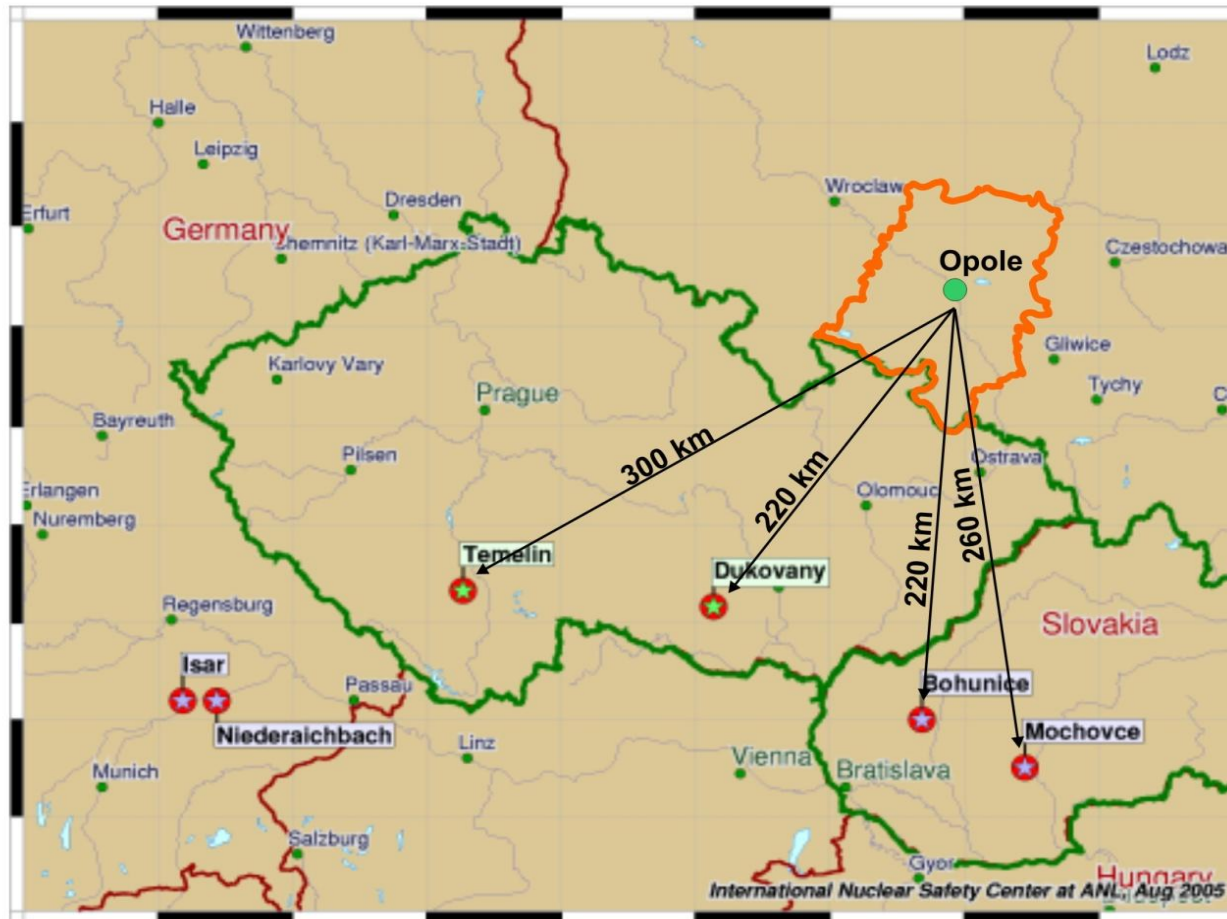 Wittenberg
Lodz
Halle
Leipzig
Wroclaw
Dresden
Erfurt
Germany
Chemnitz (Karl-Marx-Stadt)
Czestochowa
Opole
Gliwice
Karlovy Vary
Tychy
Prague
Bayreuth
300 km
Pilsen
220 km
Ostrava
Erlangen
Olomouc
260 km
Nuremberg
220 km
Temelin
Dukovany
Regensburg
Slovakia
Isar
Bohunice
Passau
Niederaichbach
Mochovce
Linz
Vienna
Bratislava
Munich
Salzburg
Gyor
Hungary
International Nuclear Safety Center at ANL, Aug 2005